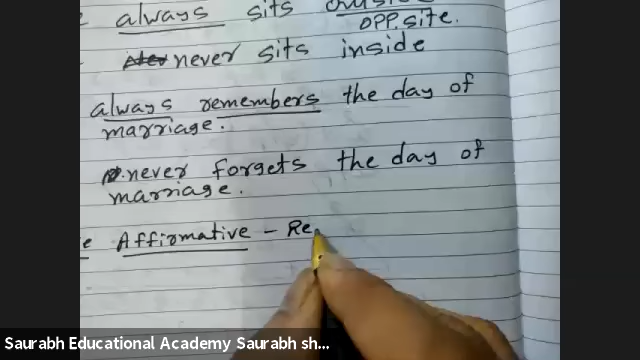 always sits outside
opp.site.
never sits inside
always remembers the day of
marriage.
never forgets the day of
marriage.
e Affirmative - Re
Saurabh Educational Academy Saurabh sh...